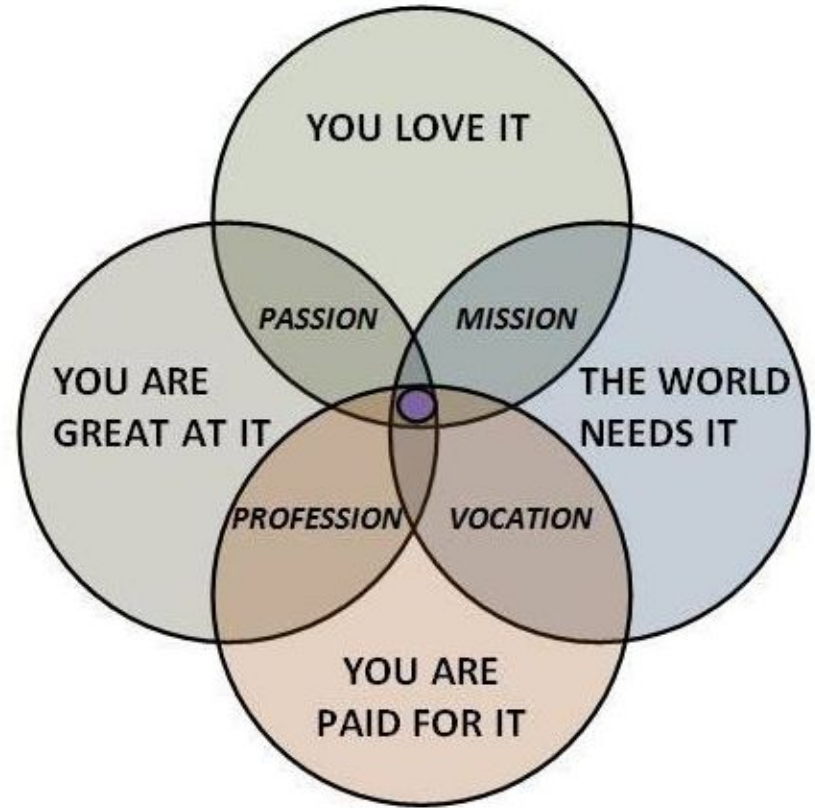 YOU LOVE IT
PASSION
MISSION
YOU ARE
GREAT AT IT
THE WORLD
NEEDS IT
PROFESSION
VOCATION
YOU ARE
PAID FOR IT